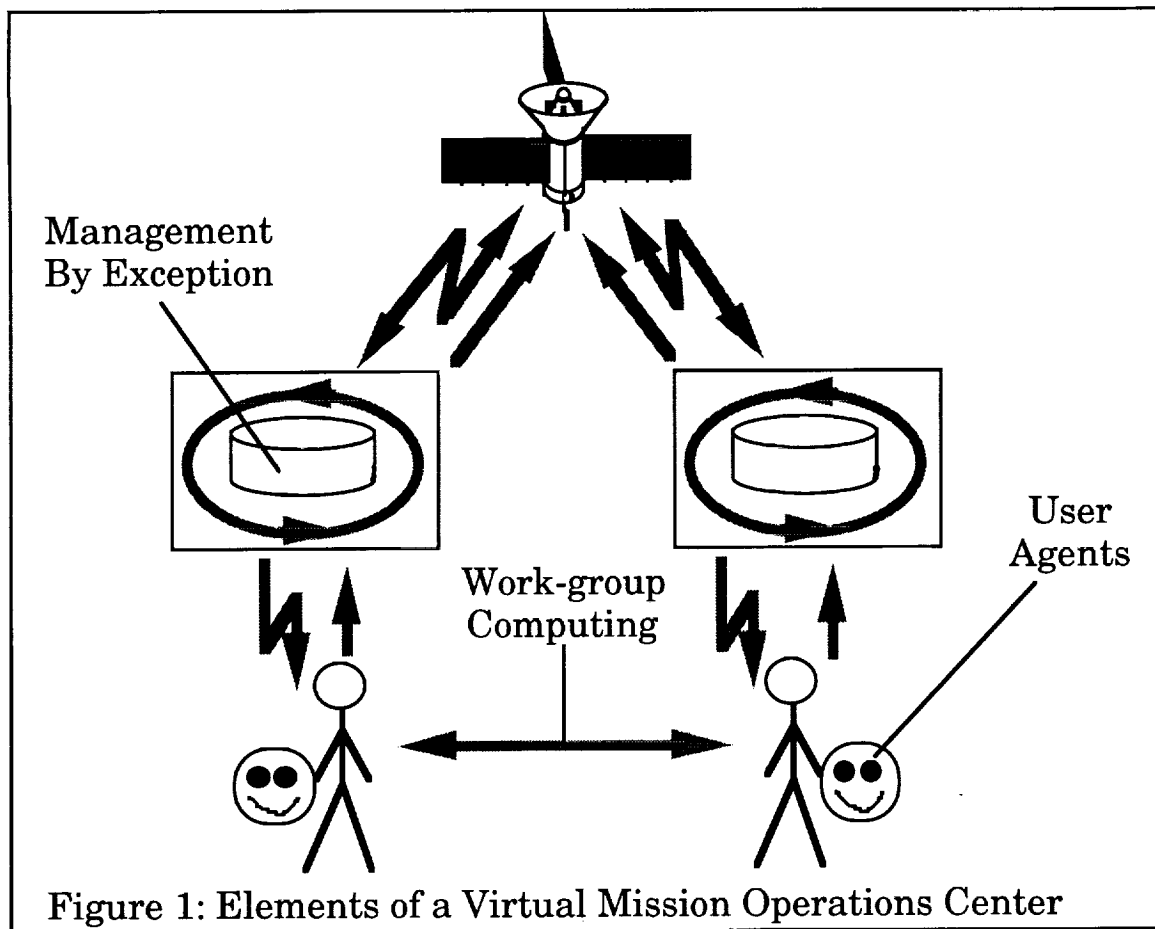 Management
By Exception
User
Agents
Work-group
Computing
Figure 1: Elements of a Virtual Mission Operations Center